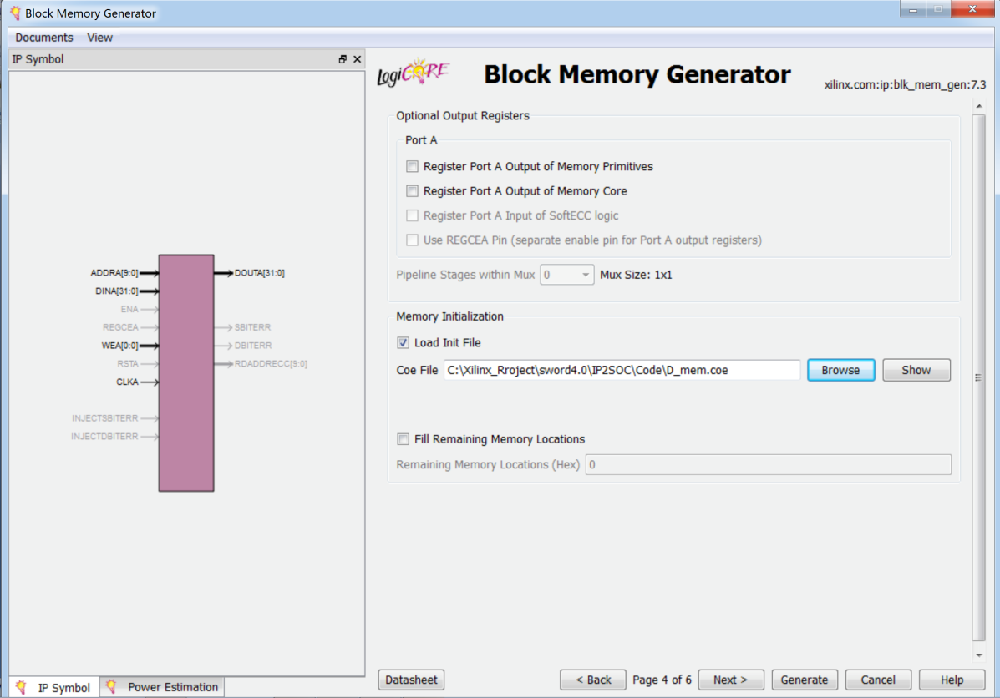 Block Memory Generator
Documents View
IP Symbol
LogiCORE
Block Memory Generator
xilinx.com:ip:blk_mem_gen:7.3
ADDRA[9:0]
DINA[31:0]
ENA
REGCEA
WEA[0:0]
RSTA
CLKA
INJECTSBITERR
INJECTDBITERR
DOUTA[31:0]
SBITERR
DBITERR
RDADDRECC[9:0]
Optional Output Registers
Port A
Register Port A Output of Memory Primitives
Register Port A Output of Memory Core
Register Port A Input of SoftECC logic
Use REGCEA Pin (separate enable pin for Port A output registers)
Pipeline Stages within Mux 0 Mux Size: 1x1
Memory Initialization
Load Init File
Coe File C:\Xilinx_Rroject\sword4.0\IP2SOC\Code\D_mem.coe Browse Show
Fill Remaining Memory Locations
Remaining Memory Locations (Hex) 0
IP Symbol Power Estimation
Datasheet < Back Page 4 of 6 Next > Generate Cancel Help